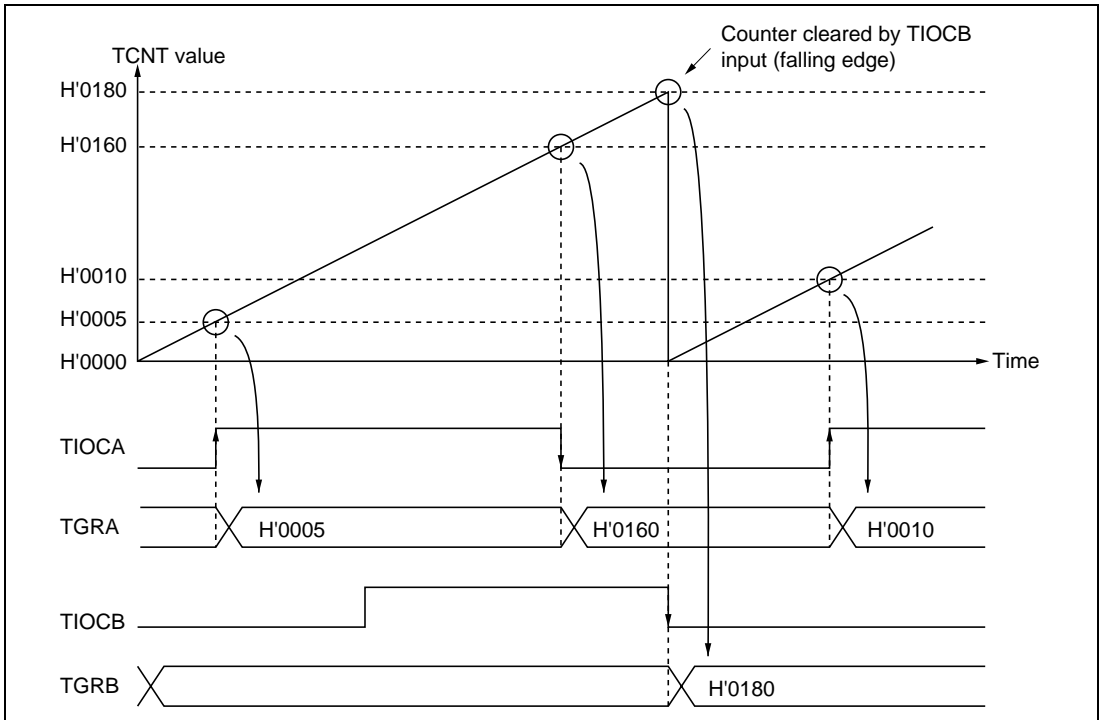 Counter cleared by TIOCB
input (falling edge)
TCNT value
H'0180
H'0160
H'0010
H'0005
H'0000
Time
TIOCA
TGRA
H'0005
H'0160
H'0010
TIOCB
TGRB
H'0180